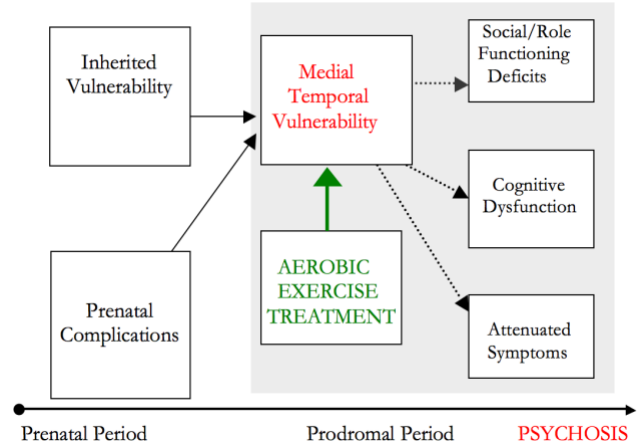 Inherited
Vulnerability
Medial
Temporal
Vulnerability
Social/Role
Functioning
Deficits
Cognitive
Dysfunction
Prenatal
Complications
AEROBIC
EXERCISE
TREATMENT
Attenuated
Symptoms
Prenatal Period
Prodromal Period
PSYCHOSIS